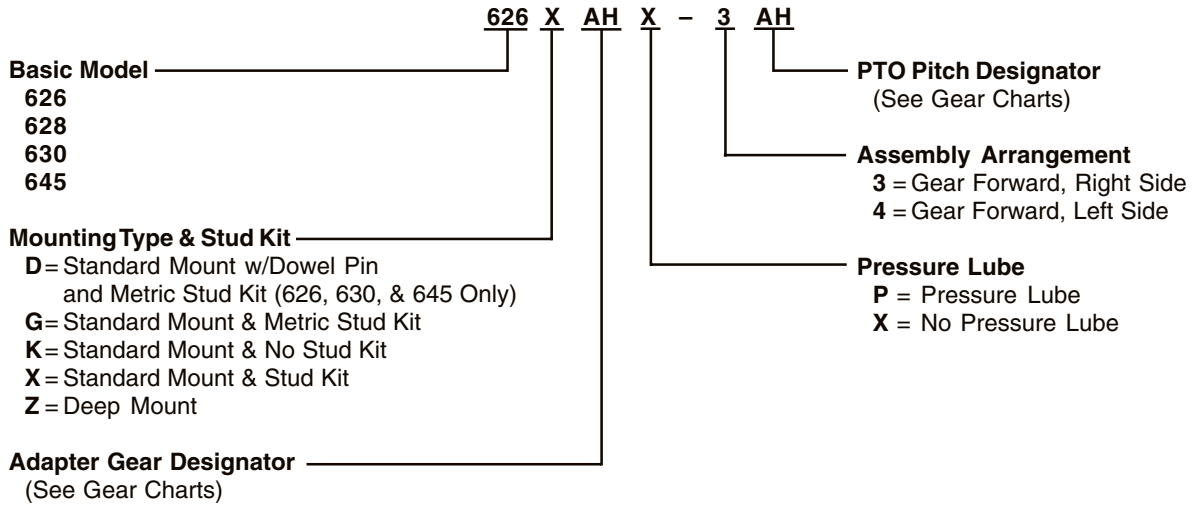 626 X AH X – 3 AH
Basic Model
626
628
630
645
Mounting Type & Stud Kit
D = Standard Mount w/Dowel Pin
and Metric Stud Kit (626, 630, & 645 Only)
G = Standard Mount & Metric Stud Kit
K = Standard Mount & No Stud Kit
X = Standard Mount & Stud Kit
Z = Deep Mount
Adapter Gear Designator
(See Gear Charts)
PTO Pitch Designator
(See Gear Charts)
Assembly Arrangement
3 = Gear Forward, Right Side
4 = Gear Forward, Left Side
Pressure Lube
P = Pressure Lube
X = No Pressure Lube